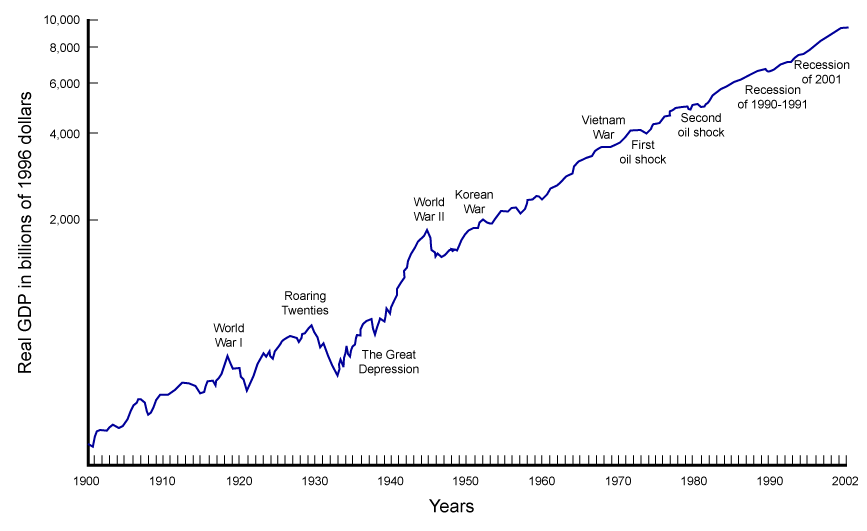 10,000
8,000
6,000
4,000
2,000
Real GDP in billions of 1996 dollars
World
War I
Roaring
Twenties
The Great
Depression
World
War II
Korean
War
Vietnam
War
First
oil shock
Second
oil shock
Recession
of 1990-1991
Recession
of 2001
1900 1910 1920 1930 1940 1950 1960 1970 1980 1990 2002
Years